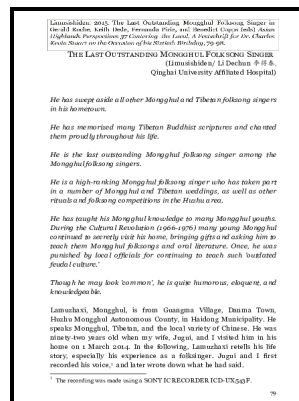 Limusishiden. 2015. The Last Outstanding Mongghul Folksong Singer in
Gerald Roche, Keith Dede, Fernanda Pirie, and Benedict Copps (eds) Asian
Highlands Perspectives 37 Centering the Local, A Festschrift for Dr. Charles
Kevin Stuart on the Occasion of his Sixtieth Birthday, 79-98.
THE LAST OUTSTANDING MONGGHUL FOLKSONG SINGER
(Limusishiden/ Li Dechun 李得春,
Qinghai University Affiliated Hospital)
He has swept aside all other Mongghul and Tibetan folksong singers
in his hometown.
He has memorised many Tibetan Buddhist scriptures and chanted
them proudly throughout his life.
He is the last outstanding Mongghul folksong singer among the
Mongghul folksong singers.
He is a high-ranking Mongghul folksong singer who has taken part
in a number of Mongghul and Tibetan weddings, as well as other
rituals and folksong competitions in the Huzhu area.
He has taught his Mongghul knowledge to many Mongghul youths.
During the Cultural Revolution (1966-1976) many young Mongghul
continued to secretly visit his home, bringing gifts and asking him to
teach them Mongghul folksongs and oral literature. Once, he was
punished by local officials for continuing to teach such 'outdated
feudal culture.'
Though he may look 'common', he is quite humorous, eloquent, and
knowledgeable.
Lamuzhaxi, Mongghul, is from Guangma Village, Danma Town,
Huzhu Mongghul Autonomous County, in Haidong Municipality. He
speaks Mongghul, Tibetan, and the local variety of Chinese. He was
ninety-two years old when my wife, Jugui, and I visited him in his
home on 1 March 2014. In the following, Lamuzhaxi retells his life
story, especially his experience as a folksinger. Jugui and I first
recorded his voice,¹ and later wrote down what he had said.
¹ The recording was made using a SONY IC RECORDER ICD-UX543F.
79